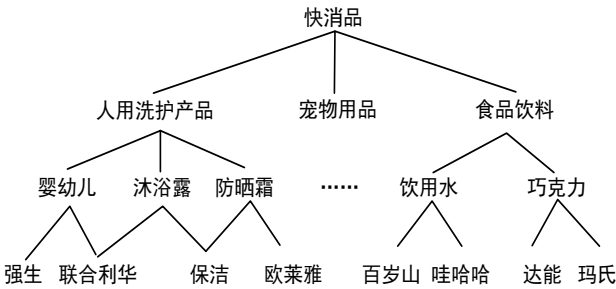 快消品
人用洗护产品 宠物用品 食品饮料
婴幼儿 沐浴露 防晒霜 …… 饮用水 巧克力
强生 联合利华 保洁 欧莱雅 百岁山 哇哈哈 达能 玛氏